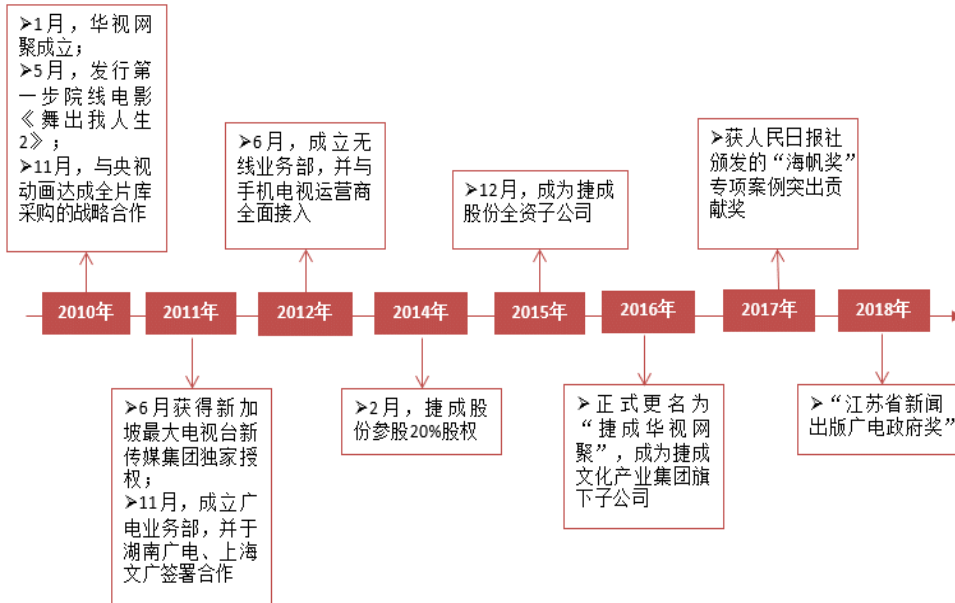 ➢1月，华视网
聚成立；
➢5月，发行第
一步院线电影
《舞出我人生
2》；
➢11月，与央视
动画达成全片库
采购的战略合作
➢6月，成立无
线业务部，并与
手机电视运营商
全面接入
➢12月，成为捷成
股份全资子公司
➢获人民日报社
颁发的“海帆奖”
专项案例突出贡
献奖
2010年
2011年
2012年
2014年
2015年
2016年
2017年
2018年
➢6月获得新加
坡最大电视台新
传媒集团独家授
权；
➢11月，成立广
电业务部，并于
湖南广电、上海
文广签署合作
➢2月，捷成股
份参股20%股权
➢正式更名为
“捷成华视网
聚”，成为捷成
文化产业集团旗
下子公司
➢“江苏省新闻
出版广电政府奖”